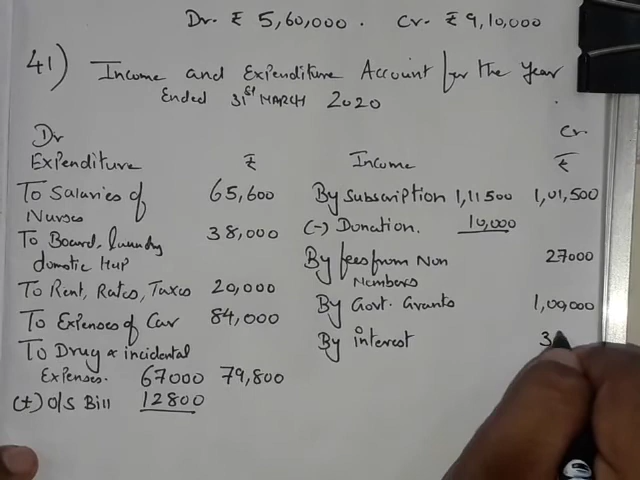 Dr. ₹ 5,60,000. Cr. ₹ 9,10,000
41) Income and Expenditure Account for the Year
Ended 31st MARCH 2020
Dr Cr.
Expenditure ₹ Income ₹
To Salaries of 65,600 By Subscription 1,11500 1,01,500
Nurses (-) Donation. 10,000
To Board, laundry 38,000 By fees from Non 27000
domstic Help Members
To Rent, Rates, Taxes 20,000 By Govt. Grants 1,00,000
To Expenses of Car 84,000 By interest 3
To Drug & incidental
Expenses. 67000 79,800
(+) O/S Bill 12800